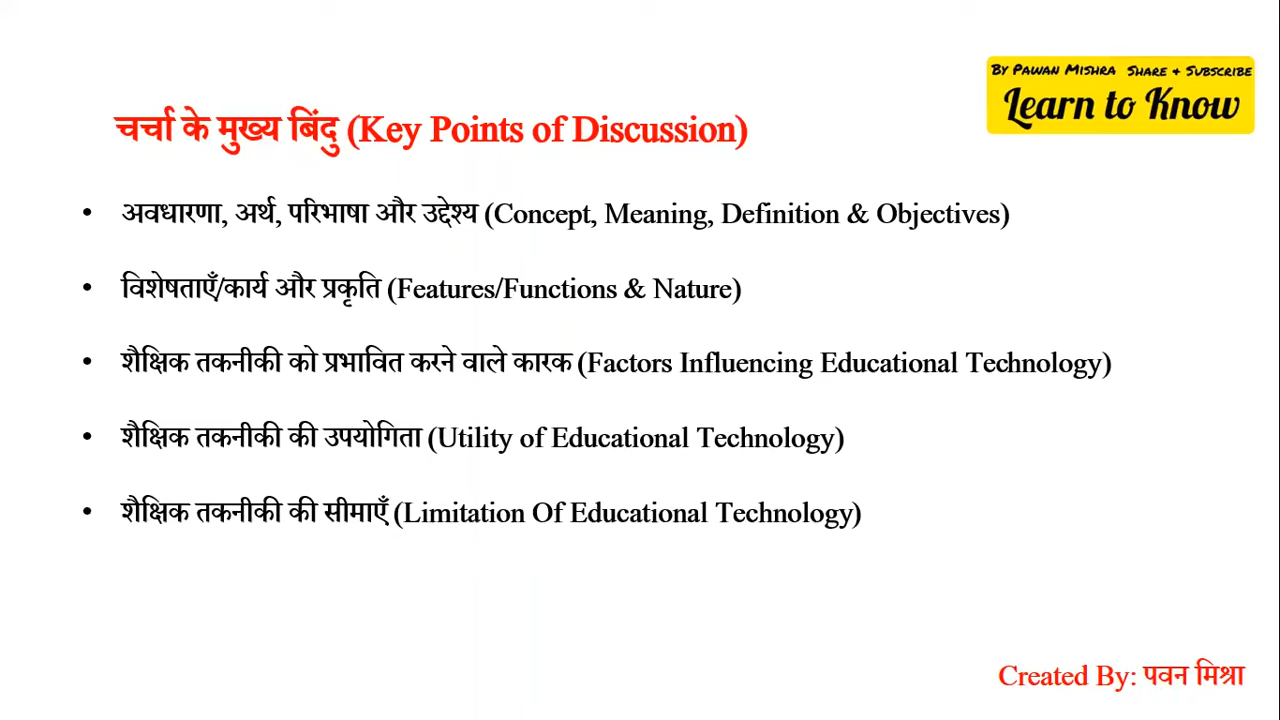 By Pawan Mishra Share & Subscribe
Learn to Know
चर्चा के मुख्य बिंदु (Key Points of Discussion)
• अवधारणा, अर्थ, परिभाषा और उद्देश्य (Concept, Meaning, Definition & Objectives)
• विशेषताएँ/कार्य और प्रकृति (Features/Functions & Nature)
• शैक्षिक तकनीकी को प्रभावित करने वाले कारक (Factors Influencing Educational Technology)
• शैक्षिक तकनीकी की उपयोगिता (Utility of Educational Technology)
• शैक्षिक तकनीकी की सीमाएँ (Limitation Of Educational Technology)
Created By: पवन मिश्रा